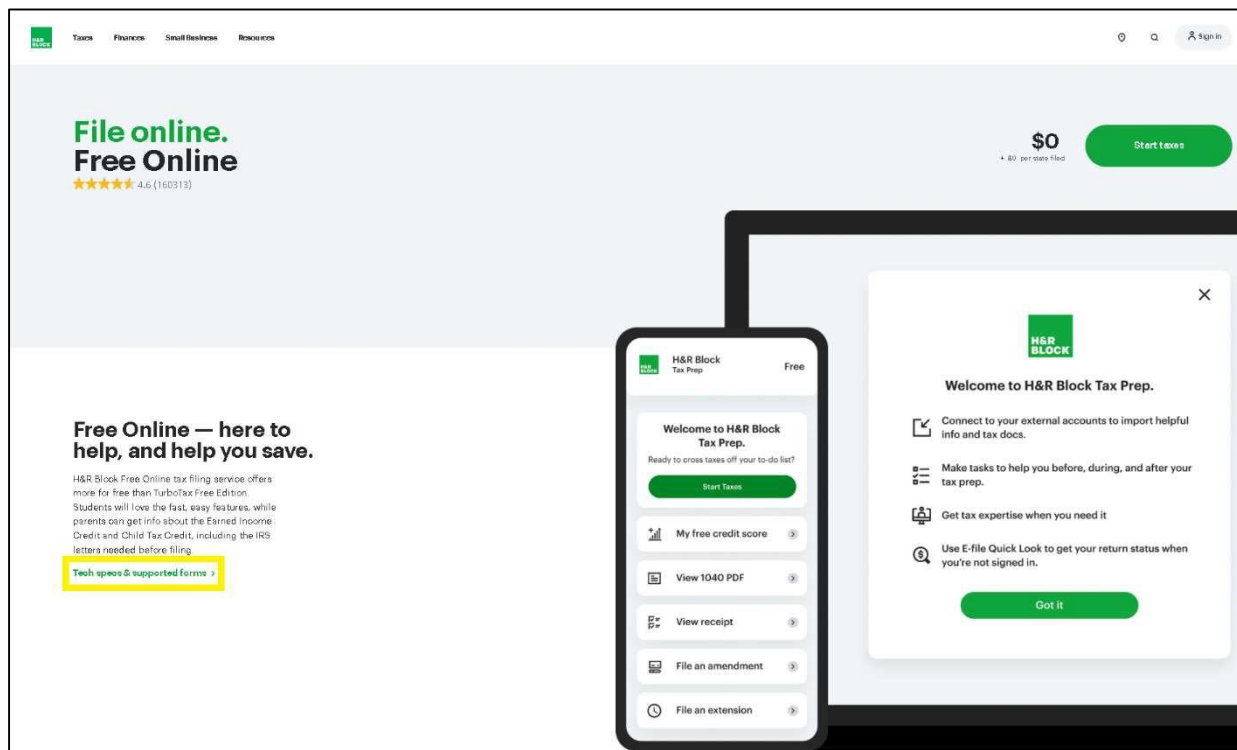 H&R
BLOCK
Taxes
Finances
Small Business
Resources
Sign in
File online.
Free Online
4.6 (160313)
$0
+ $0 per state filed
Start taxes
Free Online — here to
help, and help you save.
H&R Block Free Online tax filing service offers
more for free than TurboTax Free Edition.
Students will love the fast, easy features, while
parents can get info about the Earned Income
Credit and Child Tax Credit, including the IRS
letters needed before filing.
Tech specs & supported forms >
H&R
BLOCK
H&R Block
Tax Prep
Free
Welcome to H&R Block
Tax Prep.
Ready to cross taxes off your to-do list?
Start Taxes
My free credit score
View 1040 PDF
View receipt
File an amendment
File an extension
H&R
BLOCK
Welcome to H&R Block Tax Prep.
Connect to your external accounts to import helpful
info and tax docs.
Make tasks to help you before, during, and after your
tax prep.
Get tax expertise when you need it
Use E-file Quick Look to get your return status when
you're not signed in.
Got it